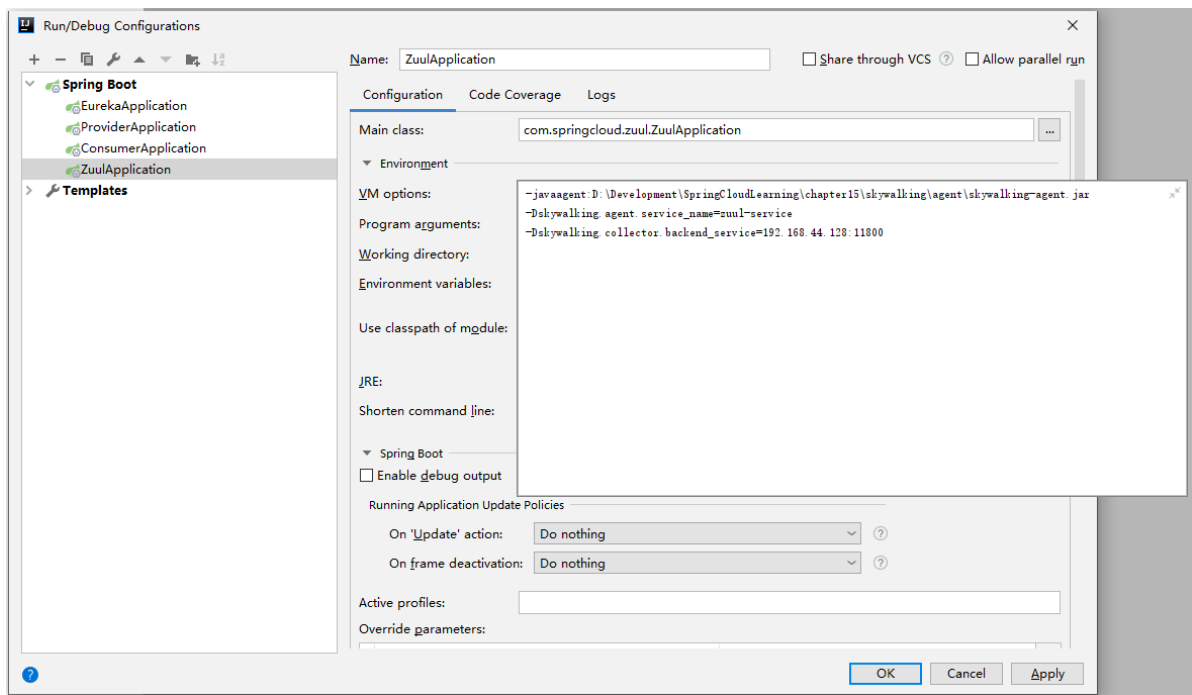 Run/Debug Configurations
Name: ZuulApplication Share through VCS Allow parallel run
Spring Boot
EurekaApplication
ProviderApplication
ConsumerApplication
ZuulApplication
Templates
Configuration Code Coverage Logs
Main class: com.springcloud.zuul.ZuulApplication ...
Environment
VM options:
-javaagent:D:\Development\SpringCloudLearning\chapter15\skywalking\agent\skywalking-agent.jar
-Dskywalking.agent.service_name=zuul-service
-Dskywalking.collector.backend_service=192.168.44.128:11800
Program arguments:
Working directory:
Environment variables:
Use classpath of module:
JRE:
Shorten command line:
Spring Boot
Enable debug output
Running Application Update Policies
On 'Update' action: Do nothing ?
On frame deactivation: Do nothing ?
Active profiles:
Override parameters:
? OK Cancel Apply